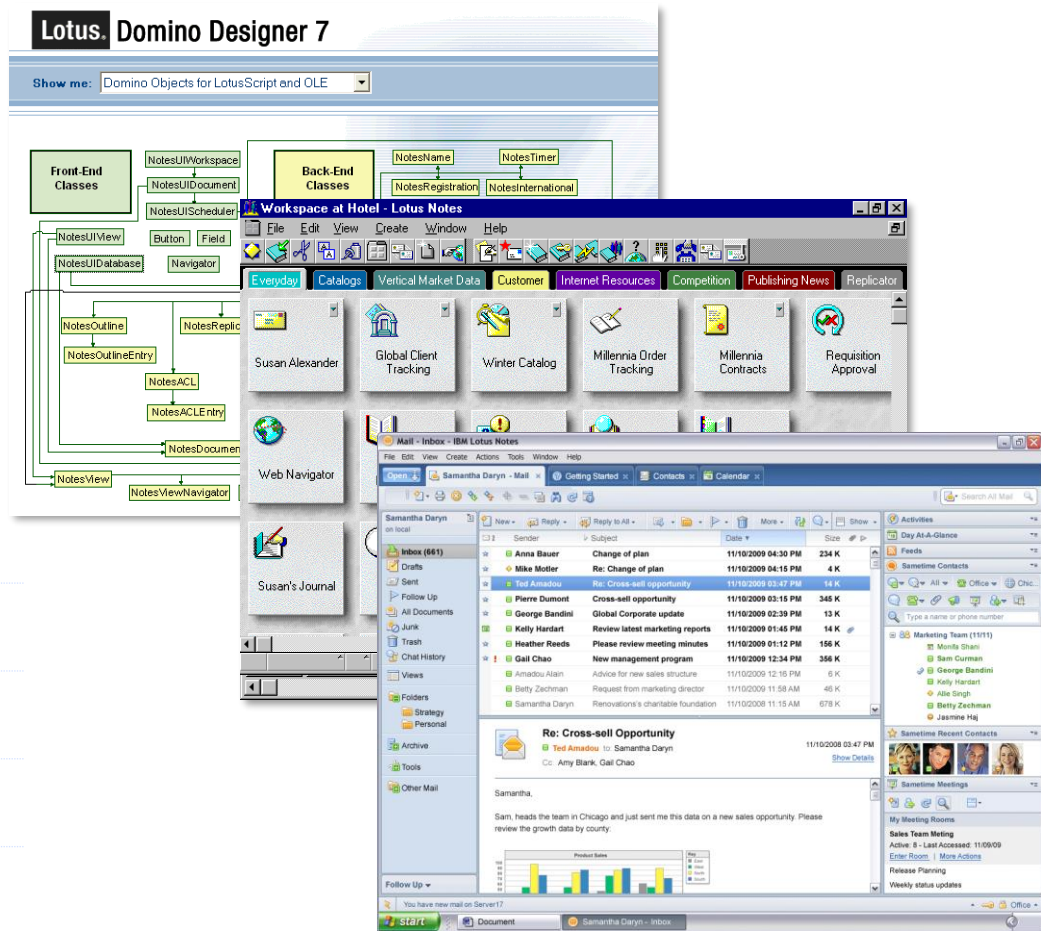 Lotus. Domino Designer 7
Show me: Domino Objects for LotusScript and OLE
Front-End
Classes
NotesUIWorkspace
NotesUIDocument
NotesUIScheduler
NotesUIView
Button Field
NotesUIDatabase
Navigator
Back-End
Classes
NotesName NotesTimer
NotesRegistration NotesInternational
NotesOutline
NotesReplic
NotesOutlineEntry
NotesACL
NotesACLEntry
NotesDocumen
NotesView
NotesViewNavigator
Workspace at Hotel - Lotus Notes
File Edit View Create Window Help
Everyday Catalogs Vertical Market Data Customer Internet Resources Competition Publishing News Replicator
Susan Alexander
Global Client
Tracking
Winter Catalog
Millennia Order
Tracking
Millennia
Contracts
Requisition
Approval
Web Navigator
Susan's Journal
Mail - Inbox - IBM Lotus Notes
File Edit View Create Actions Tools Window Help
Open Samantha Daryn - Mail Getting Started Contacts Calendar
Search All Mail
Samantha Daryn
on local
Inbox (661)
Drafts
Sent
Follow Up
All Documents
Junk
Trash
Chat History
Views
Folders
Strategy
Personal
Archive
Tools
Other Mail
Follow Up
New Reply Reply to All More Show
Sender Subject Date Size
Anna Bauer Change of plan 11/10/2009 04:30 PM 234 K
Mike Motler Re: Change of plan 11/10/2009 04:15 PM 4 K
Ted Amadou Re: Cross-sell opportunity 11/10/2009 03:47 PM 14 K
Pierre Dumont Cross-sell opportunity 11/10/2009 03:15 PM 345 K
George Bandini Global Corporate update 11/10/2009 02:39 PM 13 K
Kelly Hardart Review latest marketing reports 11/10/2009 01:45 PM 14 K
Heather Reeds Please review meeting minutes 11/10/2009 01:12 PM 156 K
Gail Chao New management program 11/10/2009 12:34 PM 356 K
Amadou Alain Advice for new sales structure 11/10/2009 12:16 PM 6 K
Betty Zechman Request from marketing director 11/10/2009 11:58 AM 46 K
Samantha Daryn Renovations's charitable foundation 11/10/2008 11:15 AM 678 K
Re: Cross-sell Opportunity
Ted Amadou to: Samantha Daryn
11/10/2008 03:47 PM
Cc: Amy Blank, Gail Chao
Show Details
Samantha,
Sam, heads the team in Chicago and just sent me this data on a new sales opportunity. Please
review the growth data by county:
Product Sales
Key
East
West
North
South
Activities
Day At-A-Glance
Feeds
Sametime Contacts
All Office Chic...
Type a name or phone number
Marketing Team (11/11)
Monifa Shani
Sam Curman
George Bandini
Kelly Hardart
Allie Singh
Betty Zechman
Jasmine Haj
Sametime Recent Contacts
Sametime Meetings
My Meeting Rooms
Sales Team Meting
Active: 8 - Last Accessed: 11/09/09
Enter Room | More Actions
Release Planning
Weekly status updates
You have new mail on Server17
Office
start Document Samantha Daryn - Inbox